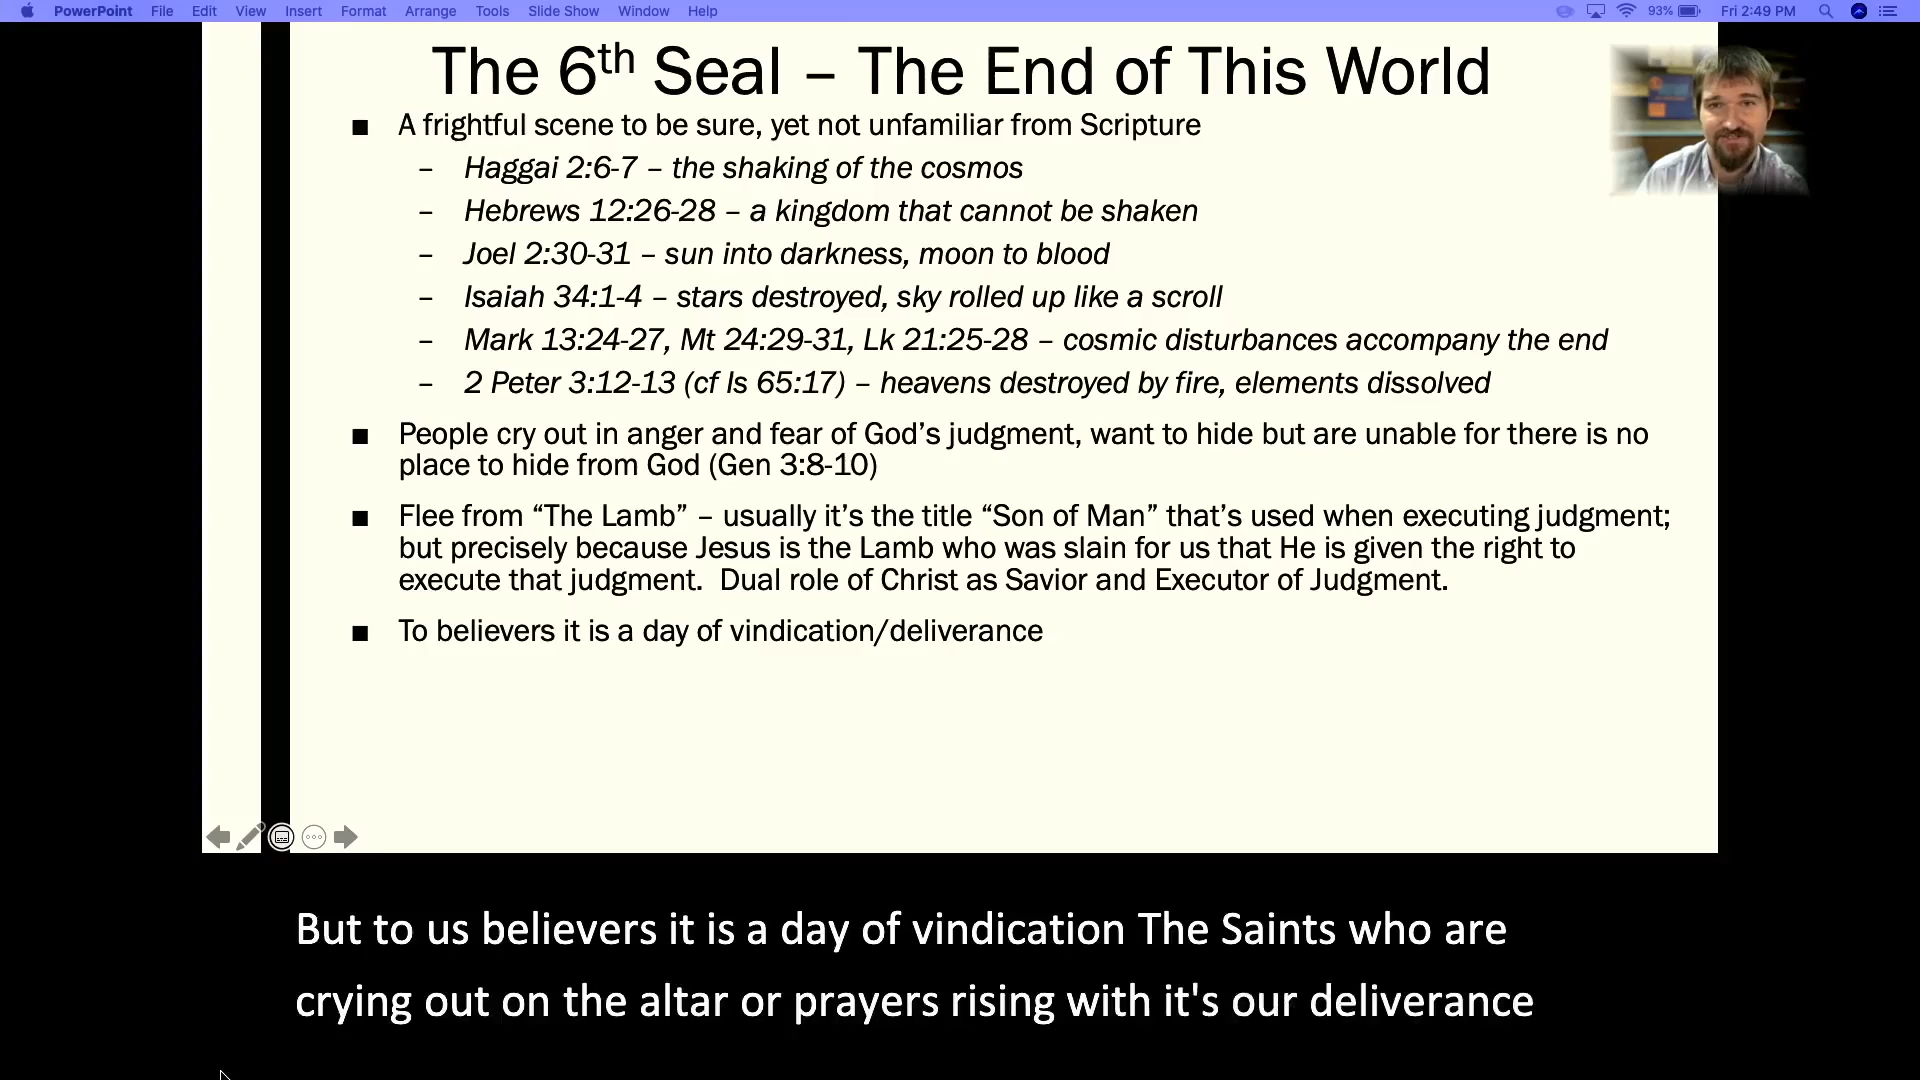 PowerPoint File Edit View Insert Format Arrange Tools Slide Show Window Help 93% Fri 2:49 PM
The 6th Seal – The End of This World
■ A frightful scene to be sure, yet not unfamiliar from Scripture
– Haggai 2:6-7 – the shaking of the cosmos
– Hebrews 12:26-28 – a kingdom that cannot be shaken
– Joel 2:30-31 – sun into darkness, moon to blood
– Isaiah 34:1-4 – stars destroyed, sky rolled up like a scroll
– Mark 13:24-27, Mt 24:29-31, Lk 21:25-28 – cosmic disturbances accompany the end
– 2 Peter 3:12-13 (cf Is 65:17) – heavens destroyed by fire, elements dissolved
■ People cry out in anger and fear of God’s judgment, want to hide but are unable for there is no
place to hide from God (Gen 3:8-10)
■ Flee from “The Lamb” – usually it’s the title “Son of Man” that’s used when executing judgment;
but precisely because Jesus is the Lamb who was slain for us that He is given the right to
execute that judgment.  Dual role of Christ as Savior and Executor of Judgment.
■ To believers it is a day of vindication/deliverance
But to us believers it is a day of vindication The Saints who are
crying out on the altar or prayers rising with it's our deliverance